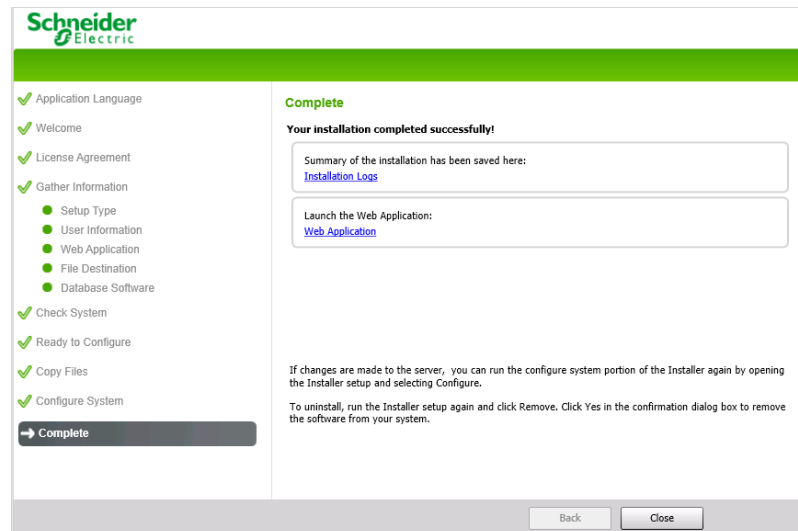 Schneider
Electric
Application Language
Welcome
License Agreement
Gather Information
Setup Type
User Information
Web Application
File Destination
Database Software
Check System
Ready to Configure
Copy Files
Configure System
Complete
Complete
Your installation completed successfully!
Summary of the installation has been saved here:
Installation Logs
Launch the Web Application:
Web Application
If changes are made to the server, you can run the configure system portion of the Installer again by opening
the Installer setup and selecting Configure.
To uninstall, run the Installer setup again and click Remove. Click Yes in the confirmation dialog box to remove
the software from your system.
Back
Close